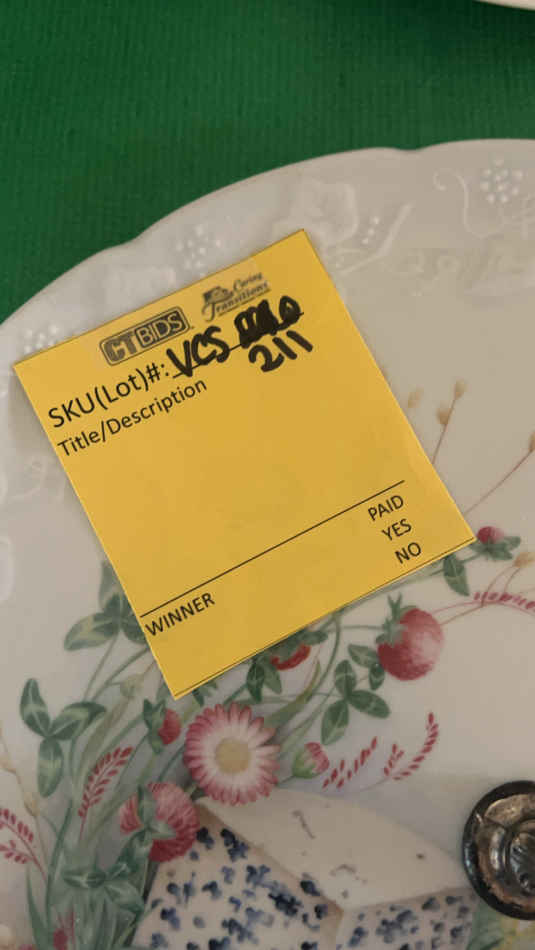 CTBIDS
Caring
Transitions
SKU(Lot)#: VCS
211
Title/Description
PAID
YES
NO
WINNER